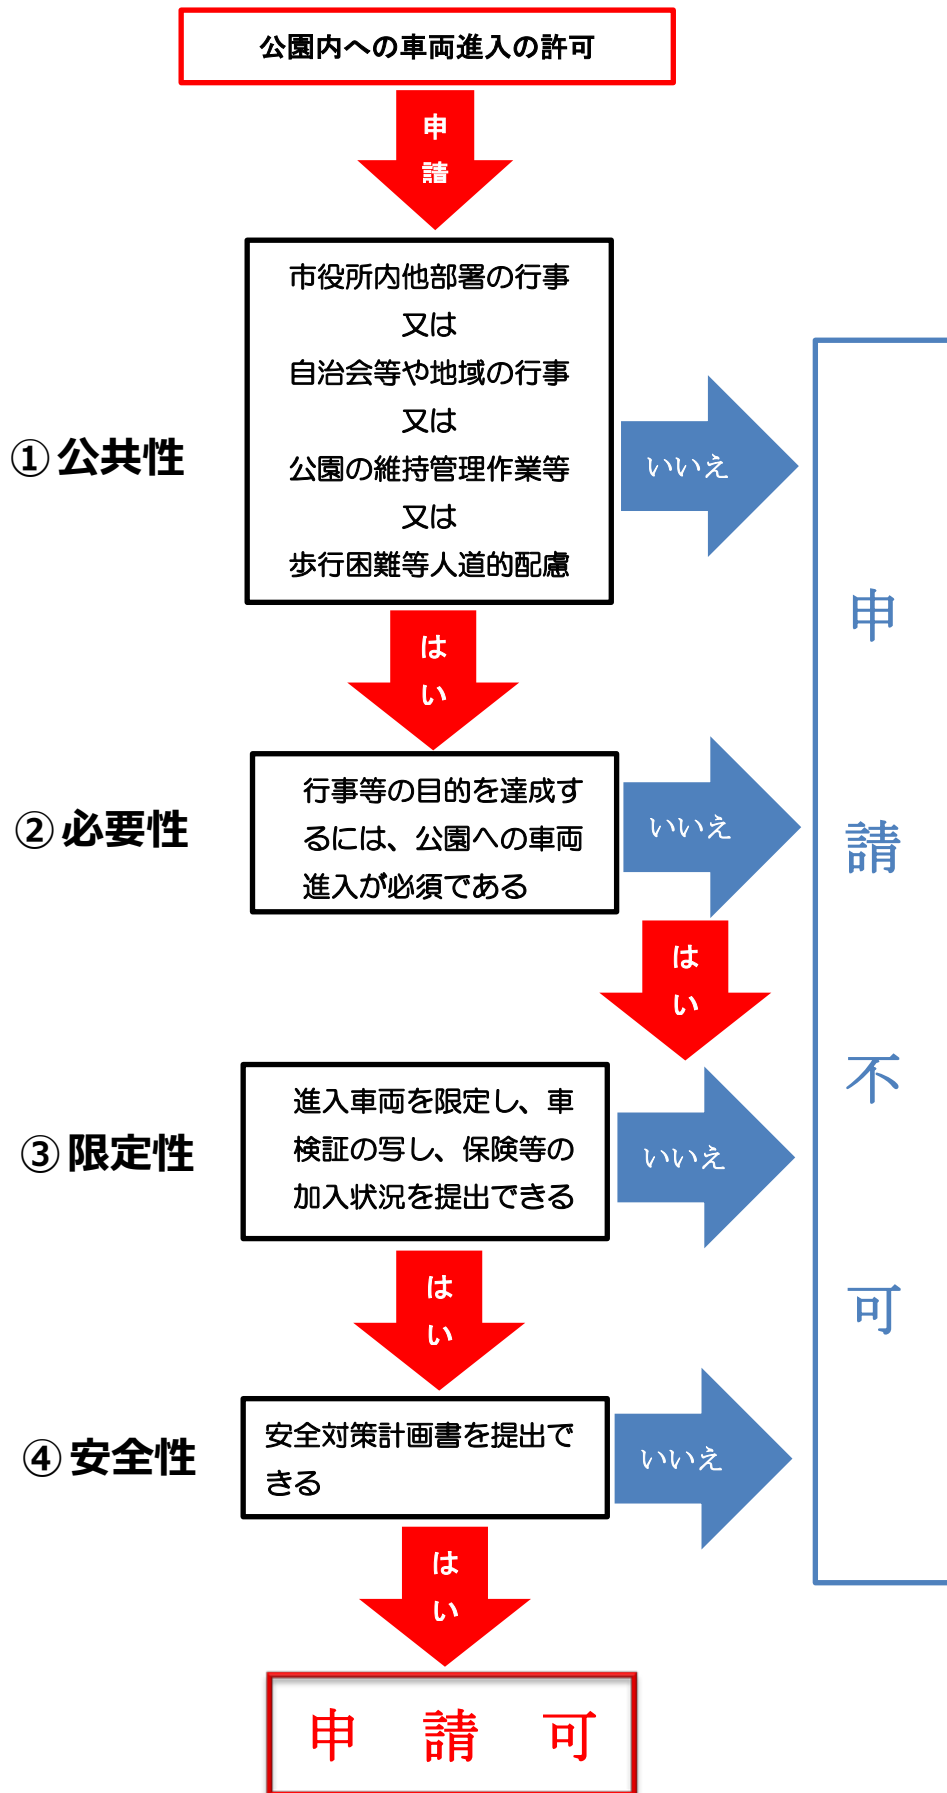 公園内への車両進入の許可
申
請
市役所内他部署の行事
又は
自治会等や地域の行事
又は
公園の維持管理作業等
又は
歩行困難等人道的配慮
①公共性
いいえ
は
い
②必要性
行事等の目的を達成す
るには、公園への車両
進入が必須である
いいえ
は
い
③限定性
進入車両を限定し、車
検証の写し、保険等の
加入状況を提出できる
いいえ
は
い
④安全性
安全対策計画書を提出で
きる
いいえ
は
い
申
請
不
可
申 請 可